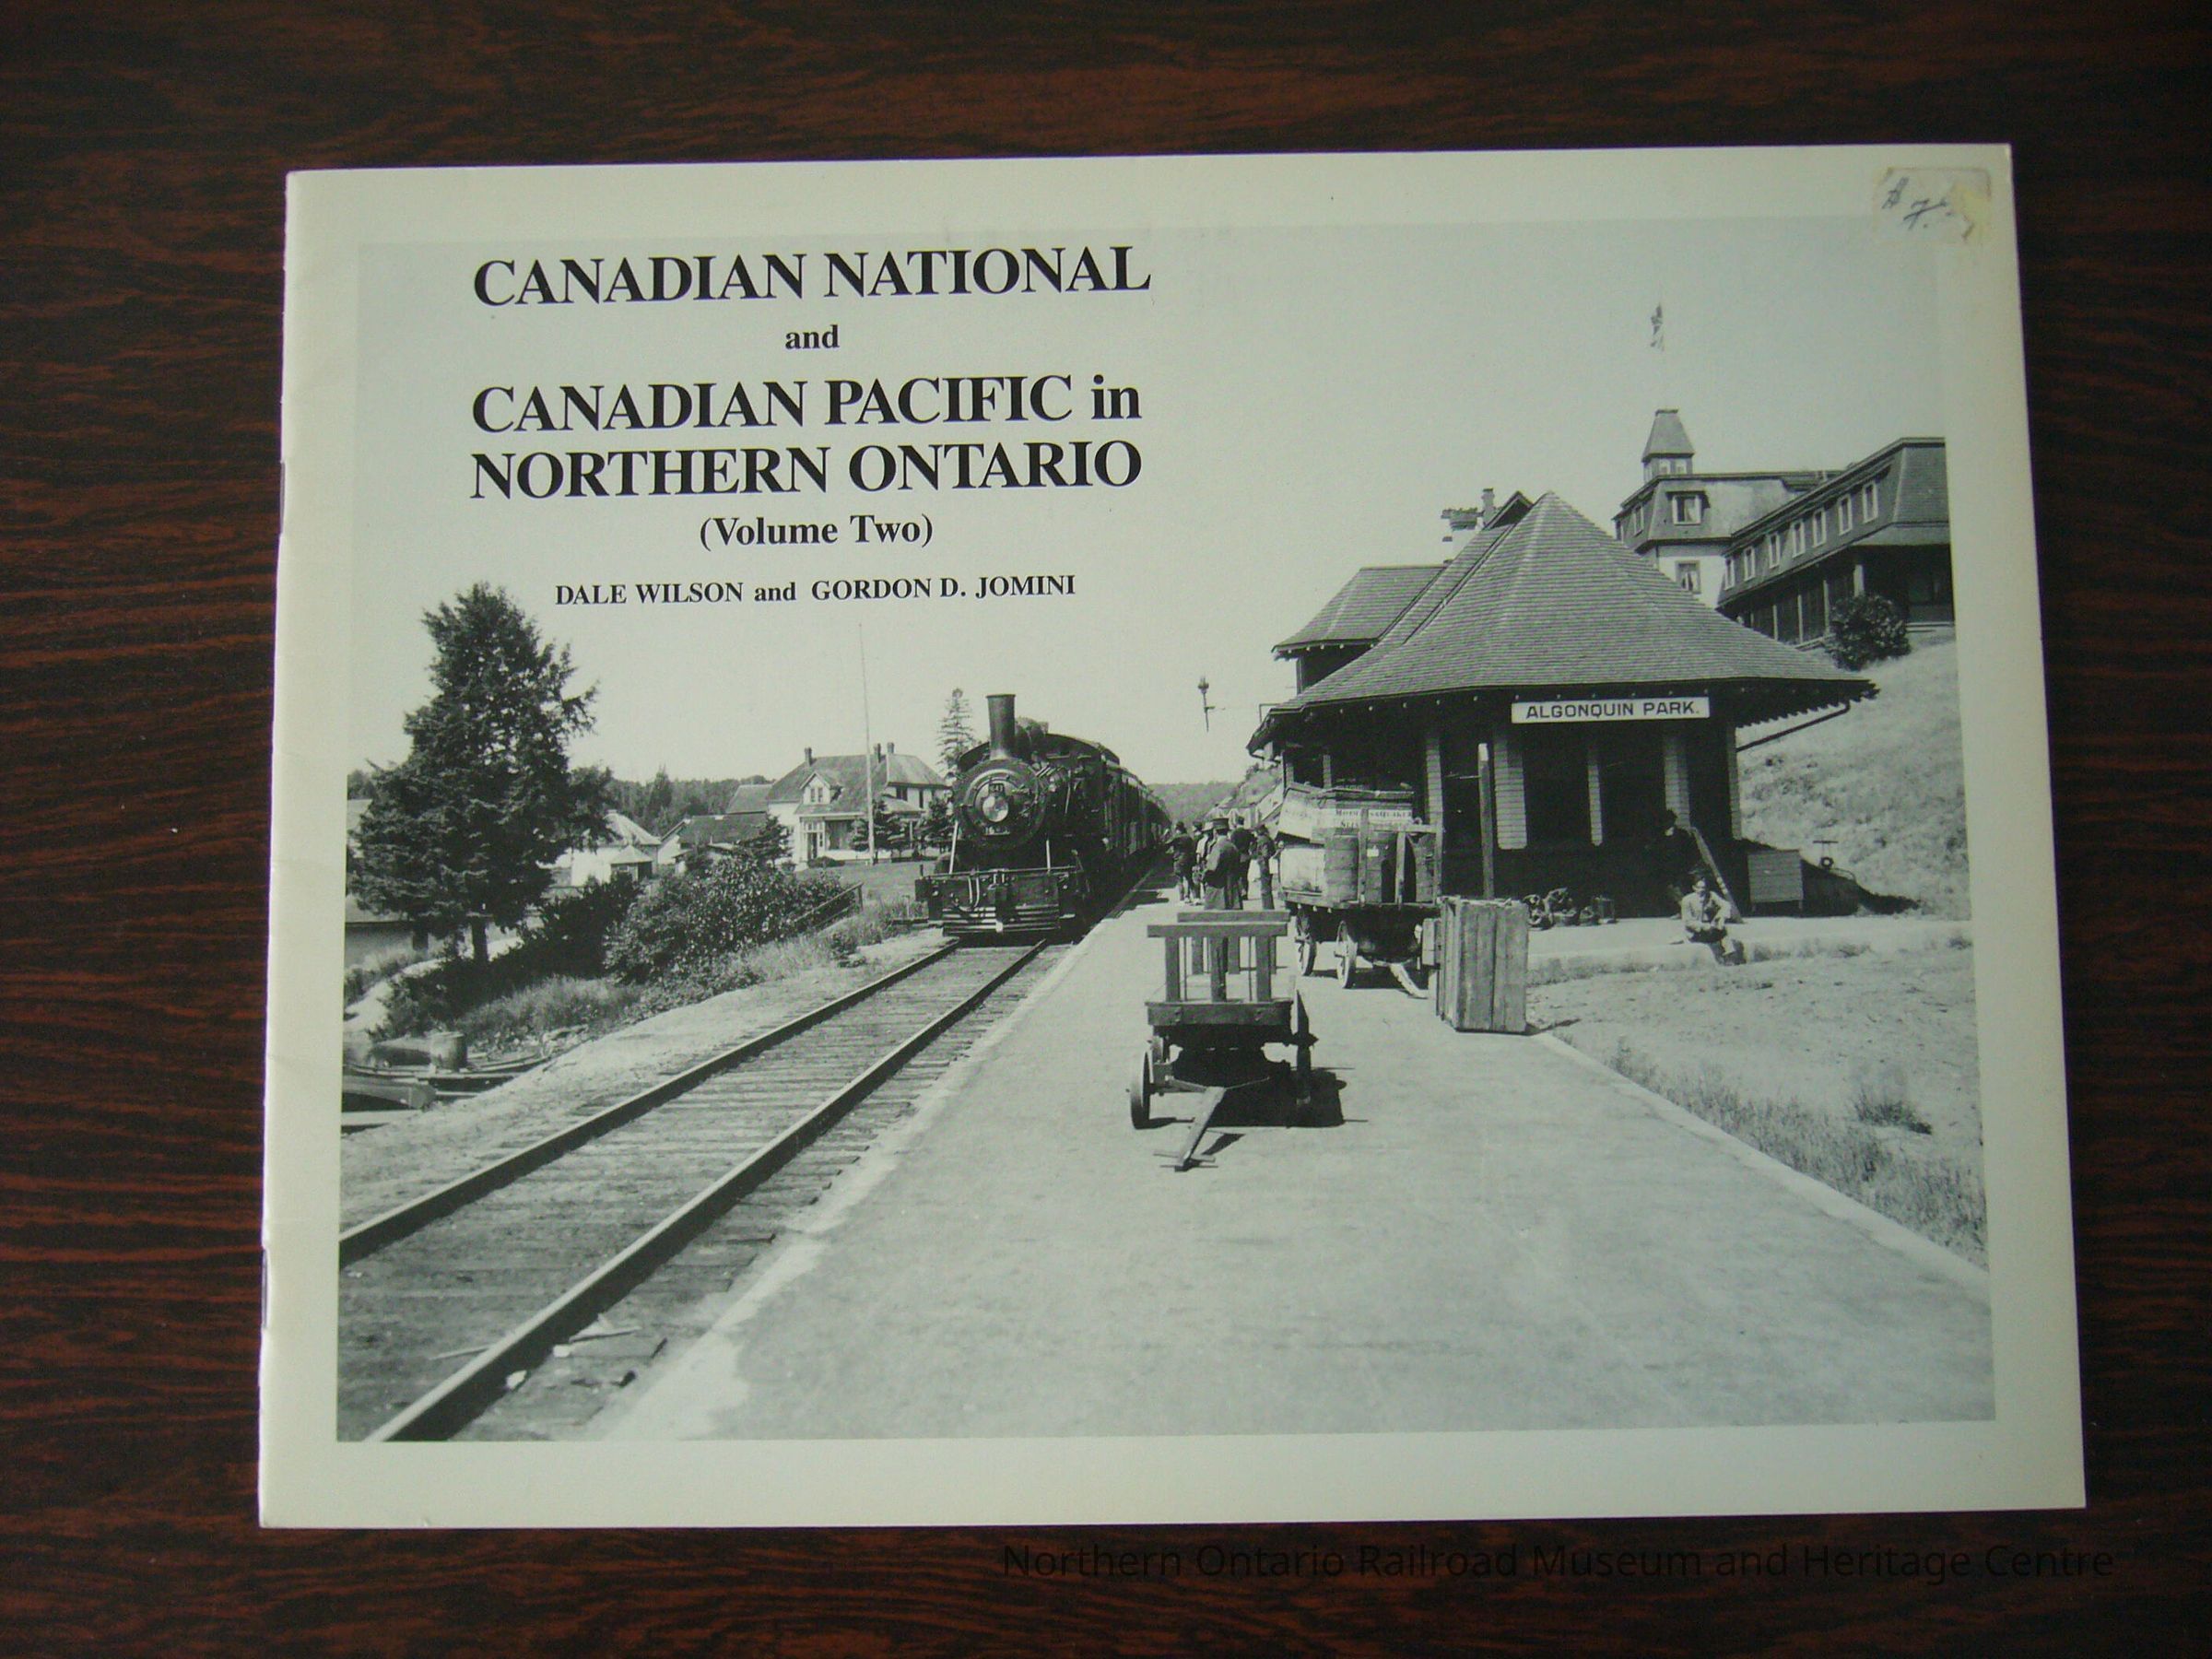 CANADIAN NATIONAL
and
CANADIAN PACIFIC in
NORTHERN ONTARIO
(Volume Two)
DALE WILSON and GORDON D. JOMINI
ALGONQUIN PARK.
Northern Ontario Railroad Museum and Heritage Centre